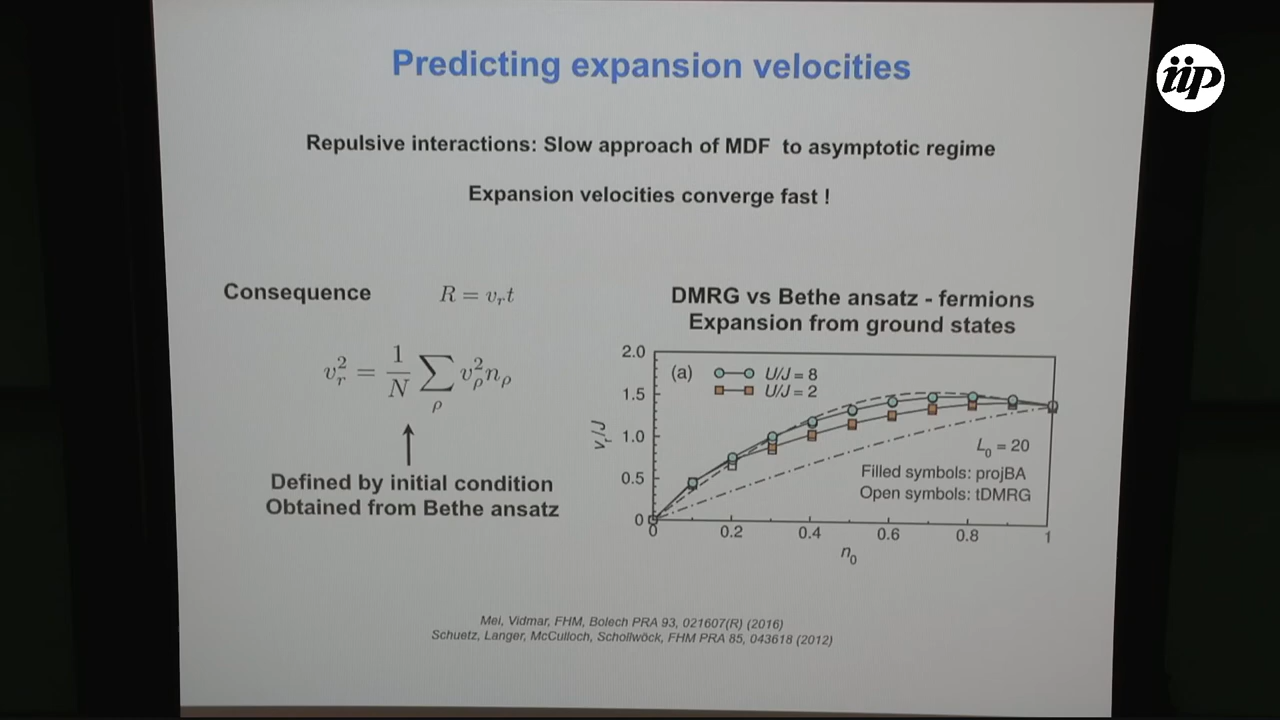 iip
Predicting expansion velocities
Repulsive interactions: Slow approach of MDF to asymptotic regime
Expansion velocities converge fast !
Consequence
R = v_r t
v_r^2 = \frac{1}{N} \sum_ρ v_ρ^2 n_ρ
Defined by initial condition
Obtained from Bethe ansatz
DMRG vs Bethe ansatz - fermions
Expansion from ground states
(a)
U/J = 8
U/J = 2
L_0 = 20
Filled symbols: projBA
Open symbols: tDMRG
v_r/J
2.0
1.5
1.0
0.5
0
0 0.2 0.4 0.6 0.8 1
n_0
Mei, Vidmar, FHM, Bolech PRA 93, 021607(R) (2016)
Schuetz, Langer, McCulloch, Schollwöck, FHM PRA 85, 043618 (2012)